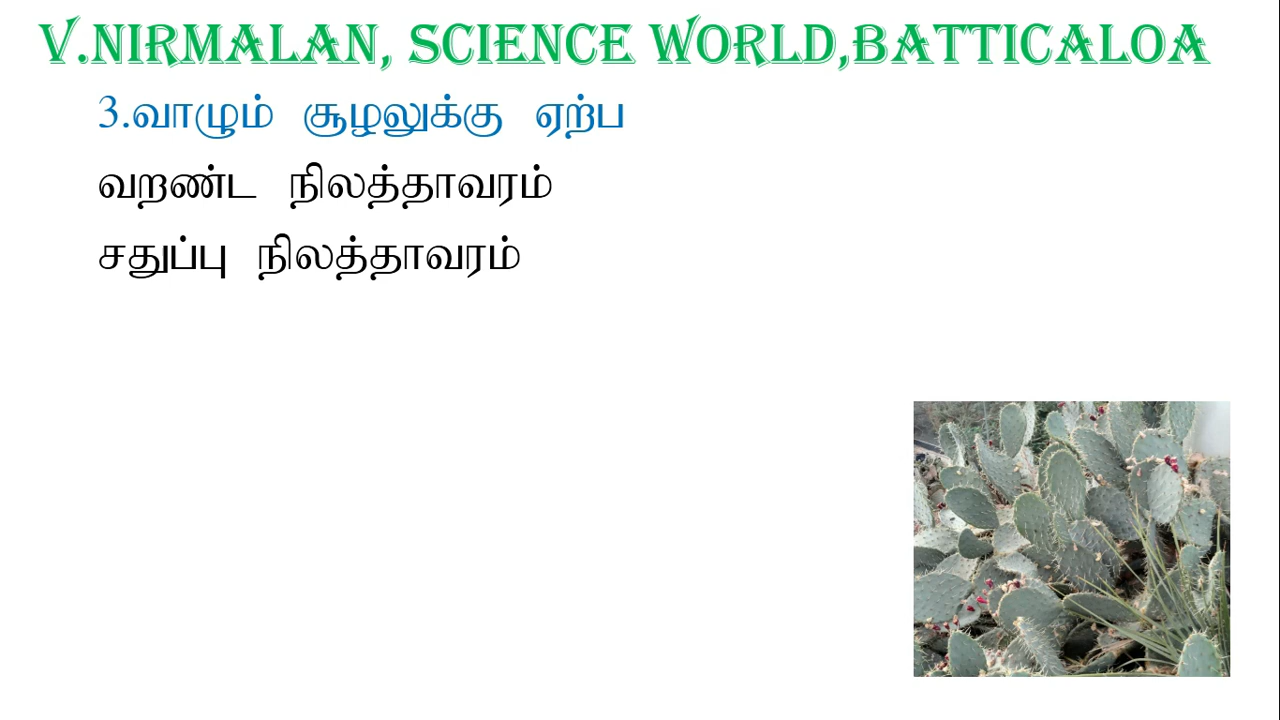 V.NIRMALAN, SCIENCE WORLD,BATTICALOA
3.வாழும் சூழலுக்கு ஏற்ப
வறண்ட நிலத்தாவரம்
சதுப்பு நிலத்தாவரம்